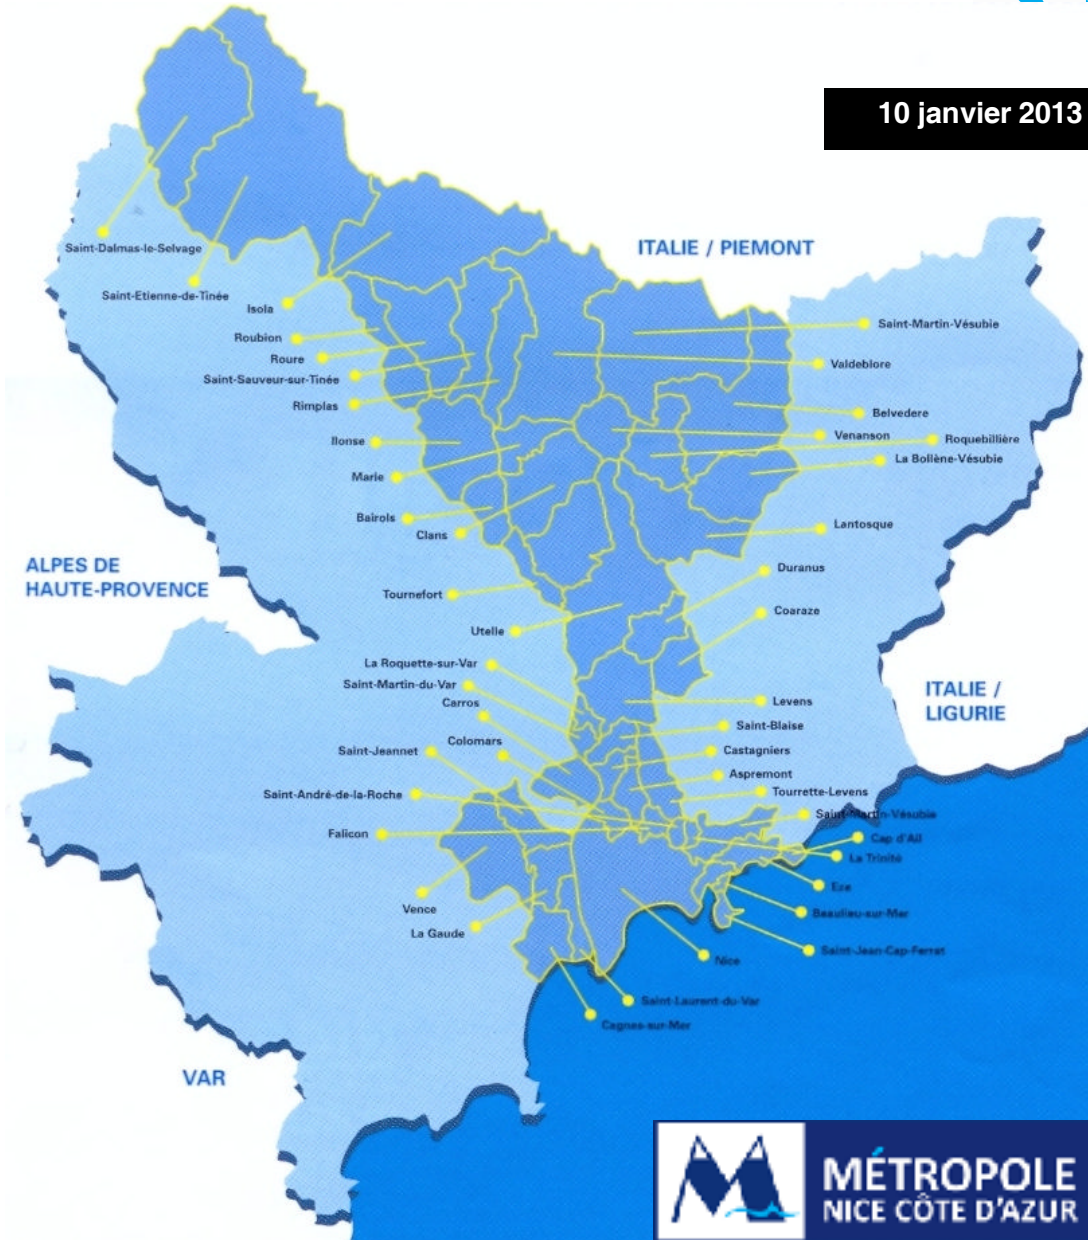 10 janvier 2013
ITALIE / PIEMONT
Saint-Dalmas-le-Selvage
Saint-Etienne-de-Tinée
Isola
Saint-Martin-Vésubie
Roubion
Roure
Valdeblore
Saint-Sauveur-sur-Tinée
Rimplas
Belvedere
Venanson
Roquebillière
Ilonse
La Bollène-Vésubie
Marie
Bairols
Lantosque
Clans
ALPES DE
HAUTE-PROVENCE
Duranus
Tournefort
Coaraze
Utelle
La Roquette-sur-Var
Saint-Martin-du-Var
ITALIE /
LIGURIE
Carros
Levens
Saint-Blaise
Colomars
Saint-Jeannet
Castagniers
Aspremont
Saint-André-de-la-Roche
Tourrette-Levens
Saint-Martin-Vésubie
Falicon
Cap d'Ail
La Trinité
Eze
Vence
Beaulieu-sur-Mer
La Gaude
Saint-Jean-Cap-Ferrat
Nice
Saint-Laurent-du-Var
Cagnes-sur-Mer
VAR
MÉTROPOLE
NICE CÔTE D'AZUR